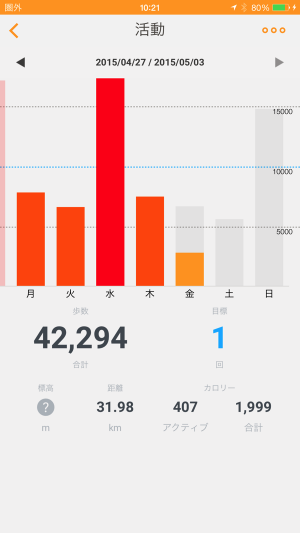 圏外 10:21 80%
活動
2015/04/27 / 2015/05/03
15000
10000
5000
月 火 水 木 金 土 日
歩数 目標
42,294 1
合計 回
標高 距離 カロリー
? 31.98 407 1,999
m km アクティブ 合計